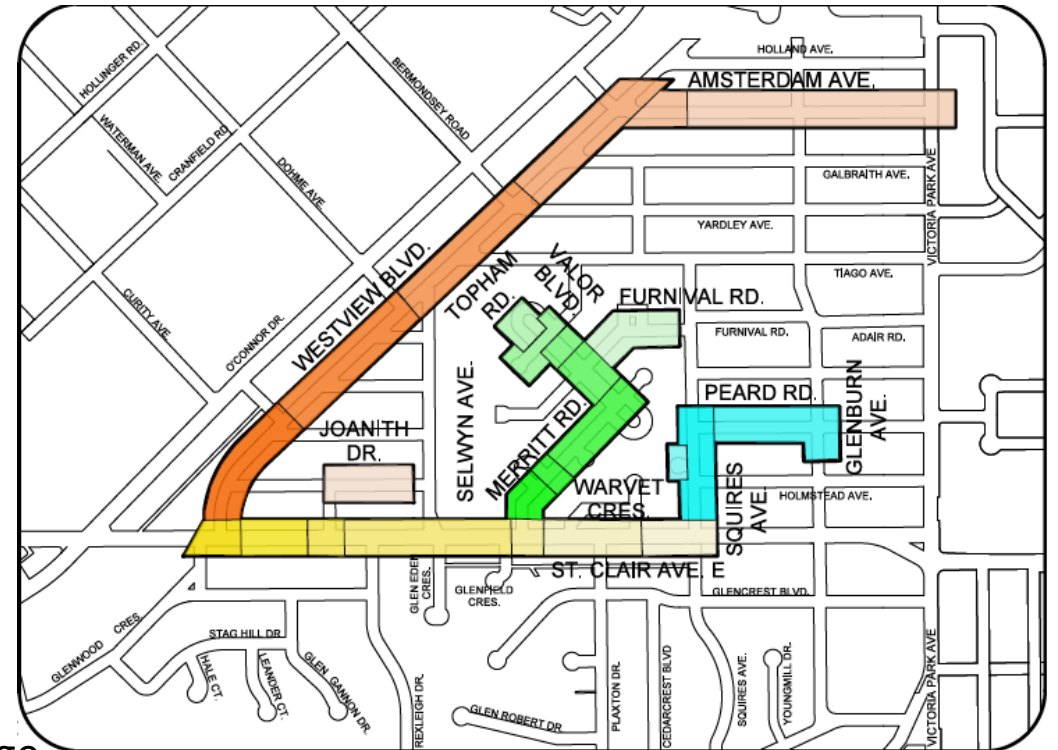 HOLLAND AVE.
AMSTERDAM AVE.
HOLLINGER RD.
BERMONDSEY ROAD
WATERMAN AVE.
CRANFIELD RD.
DOHME AVE.
GALBRAITH AVE.
VICTORIA PARK AVE
YARDLEY AVE.
WESTVIEW BLVD.
TOPHAM
RD.
VALOR
BLVD.
TIAGO AVE.
CURITY AVE.
O'CONNOR DR.
FURNIVAL RD.
FURNIVAL RD.
ADAIR RD.
SELWYN AVE.
PEARD RD.
GLENBURN
AVE.
JOANITH
DR.
MERRITT RD.
WARVET
CRES.
SQUIRES
AVE.
HOLMSTEAD AVE.
ST. CLAIR AVE. E
GLEN EDEN
CRES.
GLENFIELD
CRES.
GLENCREST BLVD.
GLENWOOD CRES.
STAG HILL DR
HALE CT.
LEANDER CT.
GLEN GANNON DR.
REXLEIGH DR.
GLEN ROBERT DR
PLAXTON DR.
CEDARCREST BLVD
SQUIRES AVE.
YOUNGMILL DR.
VICTORIA PARK AVE